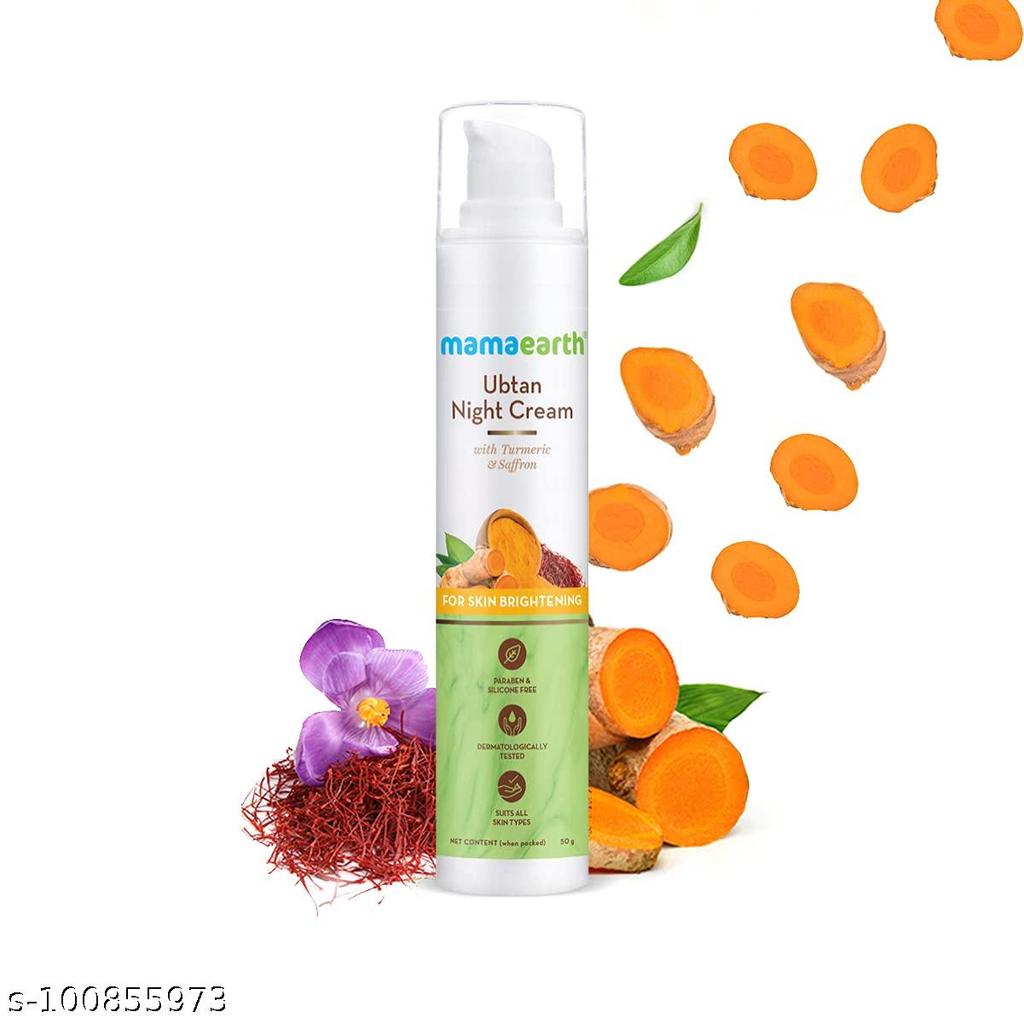 mamaearth®
Ubtan
Night Cream
with Turmeric
& Saffron
FOR SKIN BRIGHTENING
PARABEN &
SILICONE FREE
DERMATOLOGICALLY
TESTED
SUITS ALL
SKIN TYPES
NET CONTENT (when packed) 50 g
s-100855973